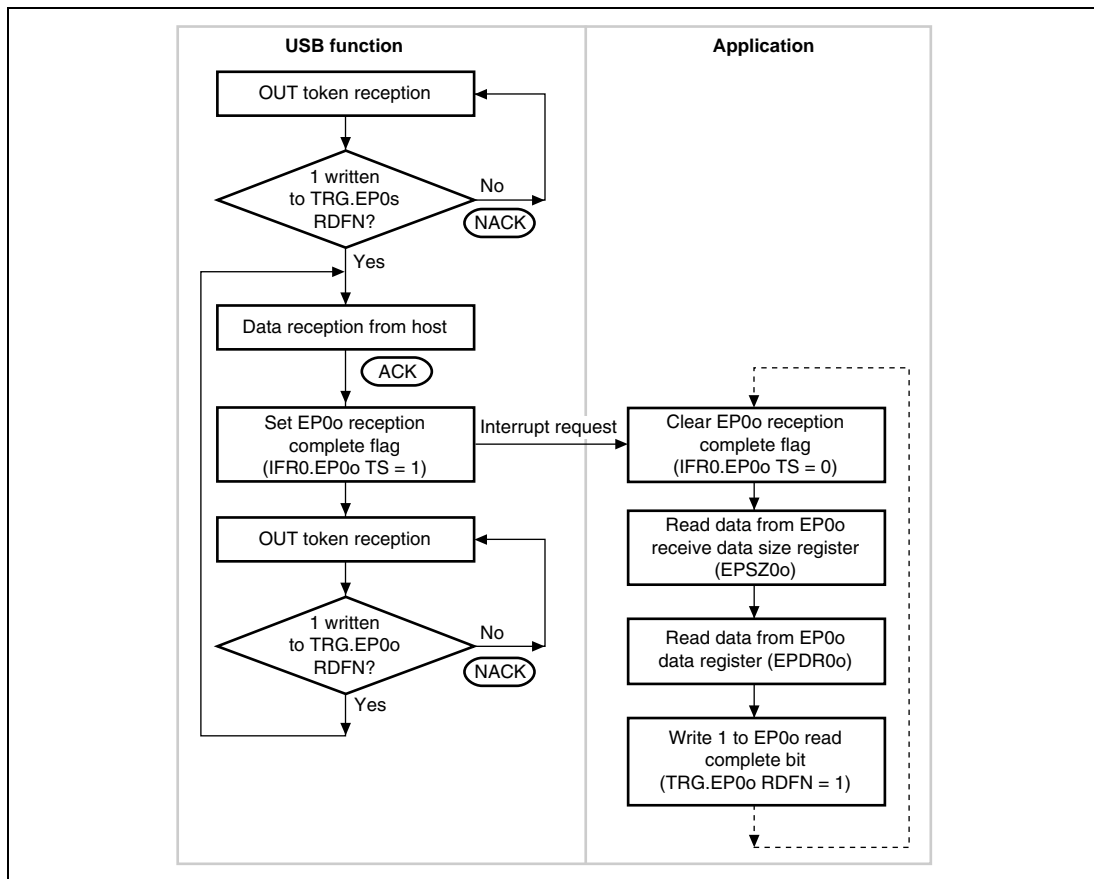 USB function
Application
OUT token reception
1 written
to TRG.EP0s
RDFN?
No
NACK
Yes
Data reception from host
ACK
Set EP0o reception
complete flag
(IFR0.EP0o TS = 1)
Interrupt request
Clear EP0o reception
complete flag
(IFR0.EP0o TS = 0)
OUT token reception
Read data from EP0o
receive data size register
(EPSZ0o)
1 written
to TRG.EP0o
RDFN?
No
NACK
Yes
Read data from EP0o
data register (EPDR0o)
Write 1 to EP0o read
complete bit
(TRG.EP0o RDFN = 1)